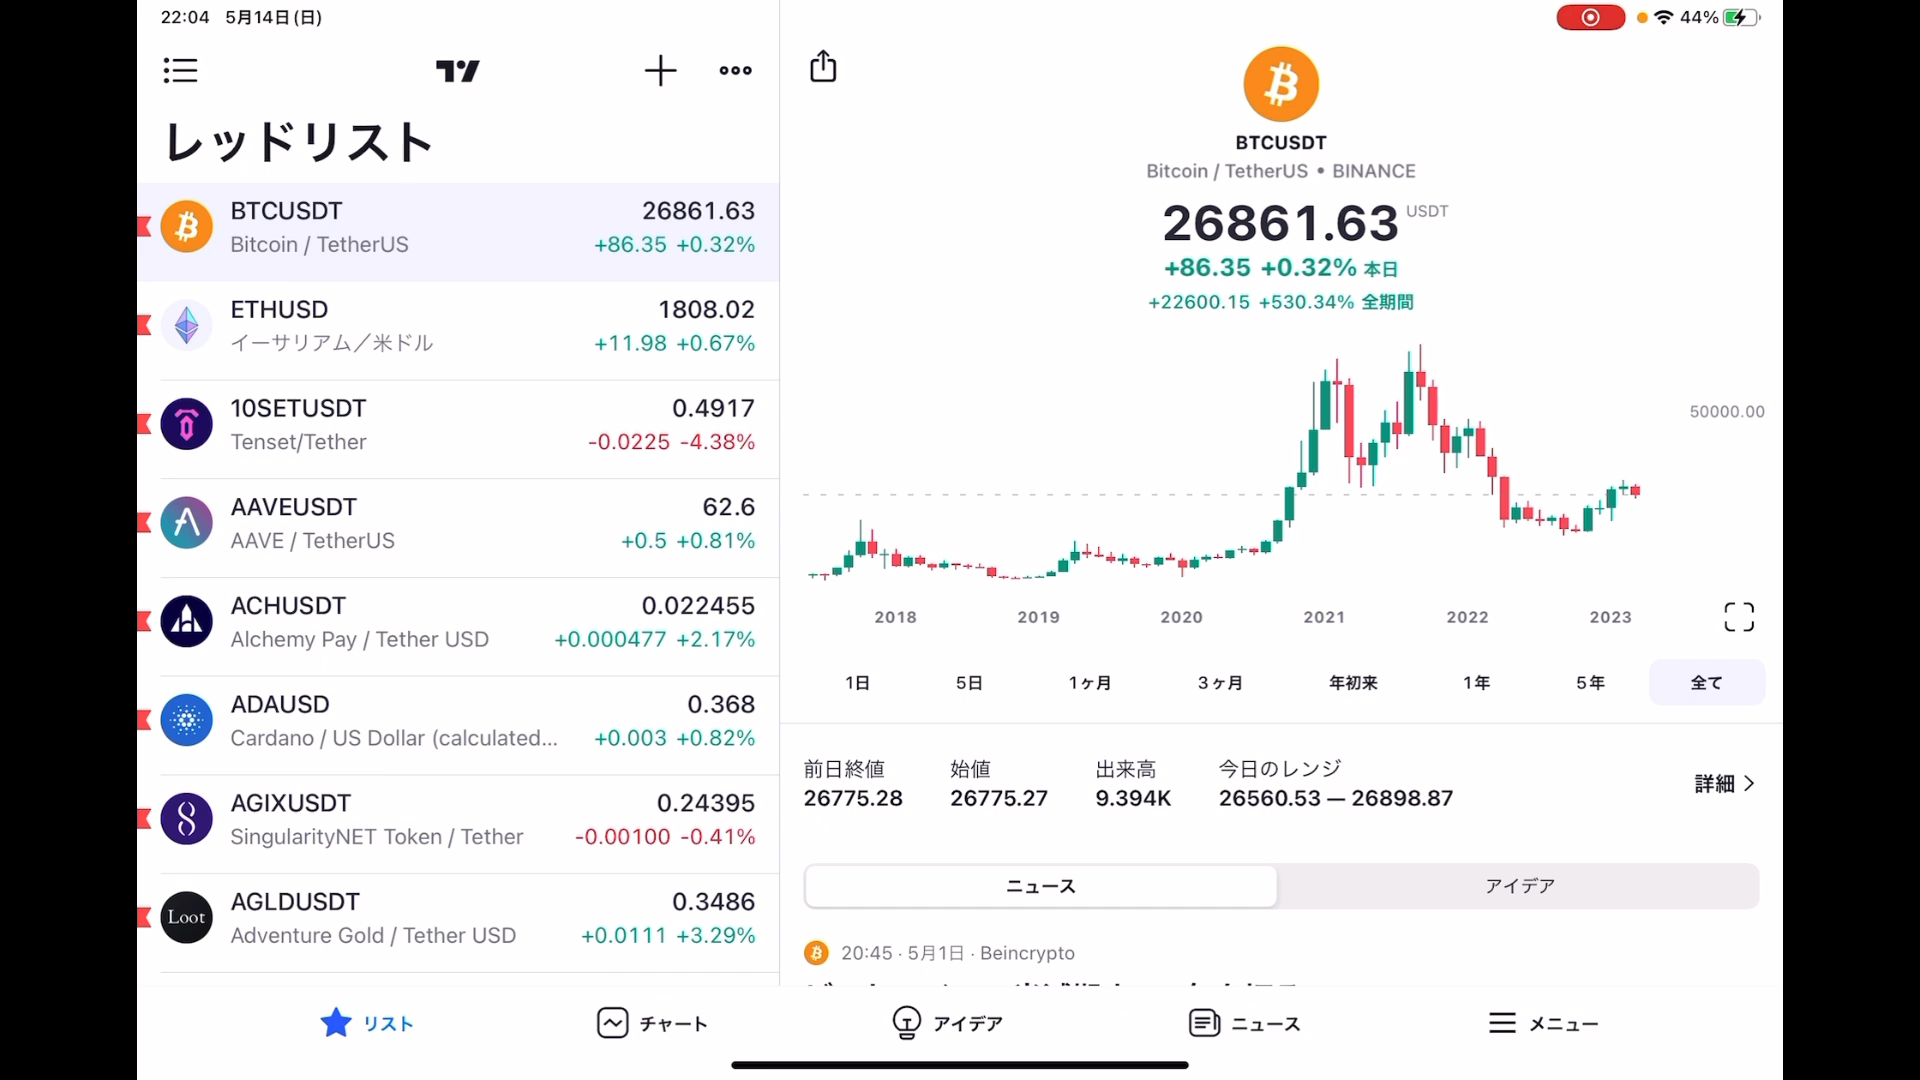 22:04 5月14日(日)
44%
レッドリスト
BTCUSDT 26861.63
Bitcoin / TetherUS +86.35 +0.32%
ETHUSD 1808.02
イーサリアム／米ドル +11.98 +0.67%
10SETUSDT 0.4917
Tenset/Tether -0.0225 -4.38%
AAVEUSDT 62.6
AAVE / TetherUS +0.5 +0.81%
ACHUSDT 0.022455
Alchemy Pay / Tether USD +0.000477 +2.17%
ADAUSD 0.368
Cardano / US Dollar (calculated... +0.003 +0.82%
AGIXUSDT 0.24395
SingularityNET Token / Tether -0.00100 -0.41%
Loot
AGLDUSDT 0.3486
Adventure Gold / Tether USD +0.0111 +3.29%
BTCUSDT
Bitcoin / TetherUS • BINANCE
26861.63 USDT
+86.35 +0.32% 本日
+22600.15 +530.34% 全期間
50000.00
2018 2019 2020 2021 2022 2023
1日 5日 1ヶ月 3ヶ月 年初来 1年 5年 全て
前日終値 始値 出来高 今日のレンジ
26775.28 26775.27 9.394K 26560.53 — 26898.87
詳細
ニュース アイデア
20:45 · 5月1日 · Beincrypto
リスト チャート アイデア ニュース メニュー